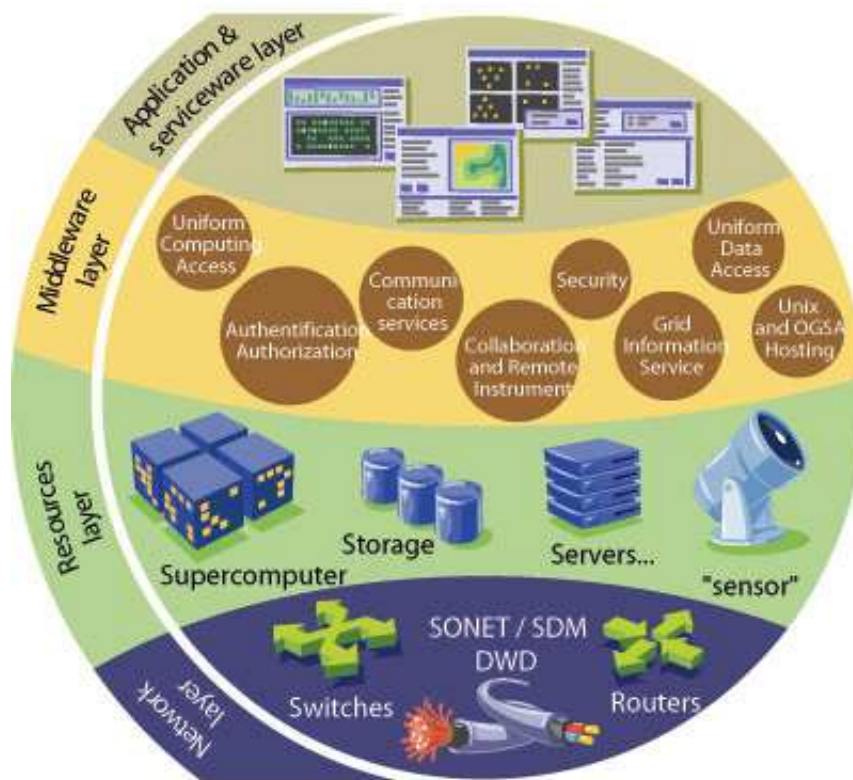 Application &
serviceware layer
Middleware
layer
Uniform
Computing
Access
Authentification
Authorization
Communi
cation
services
Collaboration
and Remote
Instrument
Security
Grid
Information
Service
Uniform
Data
Access
Unix
and OGSA
Hosting
Resources
layer
Supercomputer
Storage
Servers...
"sensor"
Network
layer
Switches
SONET / SDM
DWD
Routers